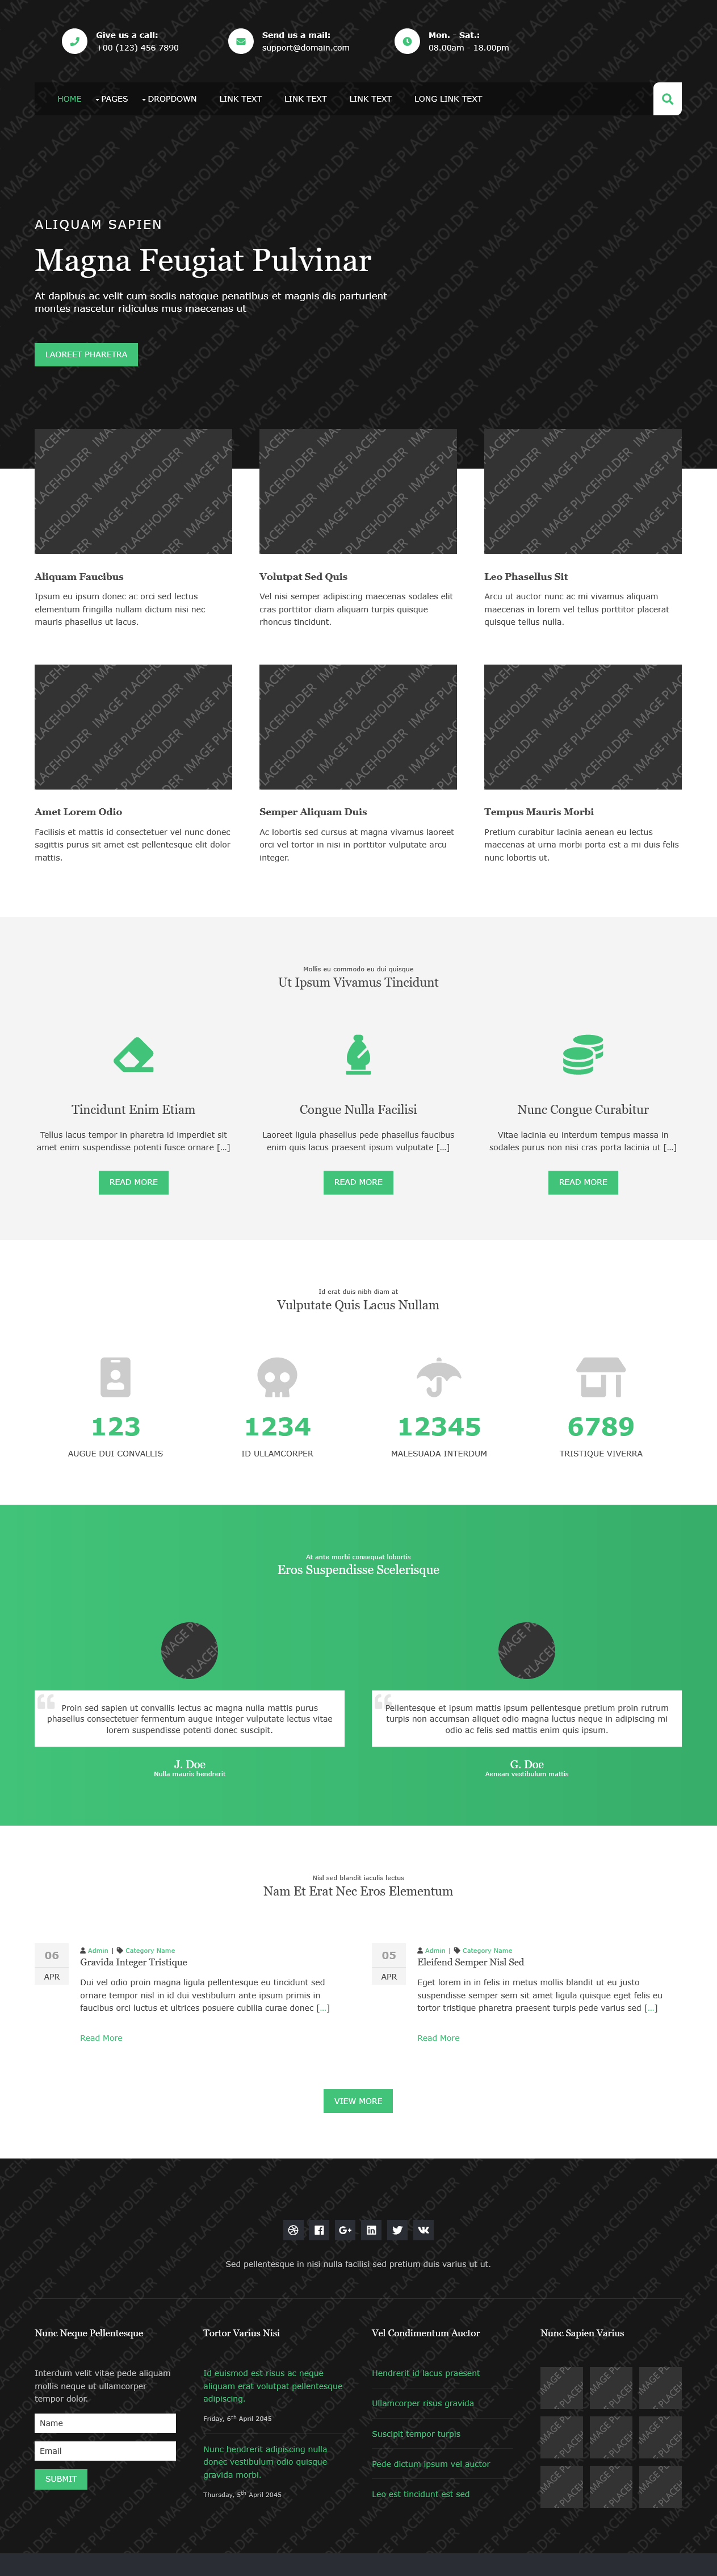 Give us a call:
+00 (123) 456 7890
Send us a mail:
support@domain.com
Mon. - Sat.:
08.00am - 18.00pm
HOME
PAGES
DROPDOWN
LINK TEXT
LINK TEXT
LINK TEXT
LONG LINK TEXT
ALIQUAM SAPIEN
Magna Feugiat Pulvinar
At dapibus ac velit cum sociis natoque penatibus et magnis dis parturient
montes nascetur ridiculus mus maecenas ut
LAOREET PHARETRA
IMAGE PLACEHOLDER
IMAGE PLACEHOLDER
IMAGE PLACEHOLDER
Aliquam Faucibus
Ipsum eu ipsum donec ac orci sed lectus
elementum fringilla nullam dictum nisi nec
mauris phasellus ut lacus.
Volutpat Sed Quis
Vel nisi semper adipiscing maecenas sodales elit
cras porttitor diam aliquam turpis quisque
rhoncus tincidunt.
Leo Phasellus Sit
Arcu ut auctor nunc ac mi vivamus aliquam
maecenas in lorem vel tellus porttitor placerat
quisque tellus nulla.
IMAGE PLACEHOLDER
IMAGE PLACEHOLDER
IMAGE PLACEHOLDER
Amet Lorem Odio
Facilisis et mattis id consectetuer vel nunc donec
sagittis purus sit amet est pellentesque elit dolor
mattis.
Semper Aliquam Duis
Ac lobortis sed cursus at magna vivamus laoreet
orci vel tortor in nisi in porttitor vulputate arcu
integer.
Tempus Mauris Morbi
Pretium curabitur lacinia aenean eu lectus
maecenas at urna morbi porta est a mi duis felis
nunc lobortis ut.
Mollis eu commodo eu dui quisque
Ut Ipsum Vivamus Tincidunt
Tincidunt Enim Etiam
Tellus lacus tempor in pharetra id imperdiet sit
amet enim suspendisse potenti fusce ornare […]
READ MORE
Congue Nulla Facilisi
Laoreet ligula phasellus pede phasellus faucibus
enim quis lacus praesent ipsum vulputate […]
READ MORE
Nunc Congue Curabitur
Vitae lacinia eu interdum tempus massa in
sodales purus non nisi cras porta lacinia ut […]
READ MORE
Id erat duis nibh diam at
Vulputate Quis Lacus Nullam
123
AUGUE DUI CONVALLIS
1234
ID ULLAMCORPER
12345
MALESUADA INTERDUM
6789
TRISTIQUE VIVERRA
At ante morbi consequat lobortis
Eros Suspendisse Scelerisque
Proin sed sapien ut convallis lectus ac magna nulla mattis purus
phasellus consectetuer fermentum augue integer vulputate lectus vitae
lorem suspendisse potenti donec suscipit.
J. Doe
Nulla mauris hendrerit
Pellentesque et ipsum mattis ipsum pellentesque pretium proin rutrum
turpis non accumsan aliquet odio magna luctus neque in adipiscing mi
odio ac felis sed mattis enim quis ipsum.
G. Doe
Aenean vestibulum mattis
Nisl sed blandit iaculis lectus
Nam Et Erat Nec Eros Elementum
06
APR
Admin | Category Name
Gravida Integer Tristique
Dui vel odio proin magna ligula pellentesque eu tincidunt sed
ornare tempor nisl in id dui vestibulum ante ipsum primis in
faucibus orci luctus et ultrices posuere cubilia curae donec […]
Read More
05
APR
Admin | Category Name
Eleifend Semper Nisl Sed
Eget lorem in in felis in metus mollis blandit ut eu justo
suspendisse semper sem sit amet ligula quisque eget felis eu
tortor tristique pharetra praesent turpis pede varius sed […]
Read More
VIEW MORE
Sed pellentesque in nisi nulla facilisi sed pretium duis varius ut ut.
Nunc Neque Pellentesque
Interdum velit vitae pede aliquam
mollis neque ut ullamcorper
tempor dolor.
Name
Email
SUBMIT
Tortor Varius Nisi
Id euismod est risus ac neque
aliquam erat volutpat pellentesque
adipiscing.
Friday, 6th April 2045
Nunc hendrerit adipiscing nulla
donec vestibulum odio quisque
gravida morbi.
Thursday, 5th April 2045
Vel Condimentum Auctor
Hendrerit id lacus praesent
Ullamcorper risus gravida
Suscipit tempor turpis
Pede dictum ipsum vel auctor
Leo est tincidunt est sed
Nunc Sapien Varius